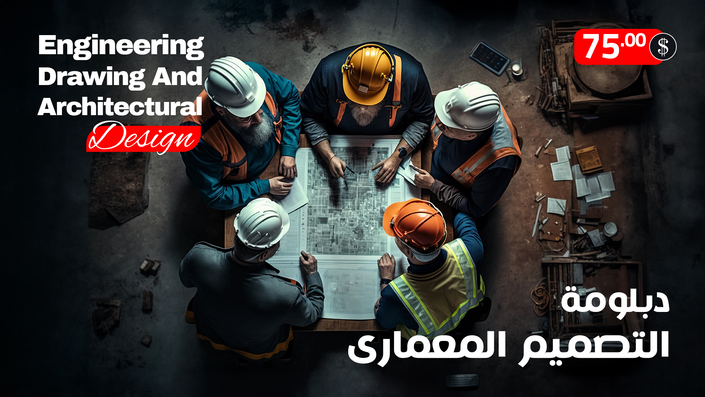 Engineering
Drawing And
Architectural
Design
75.00 $
دبلومة
التصميم المعمارى